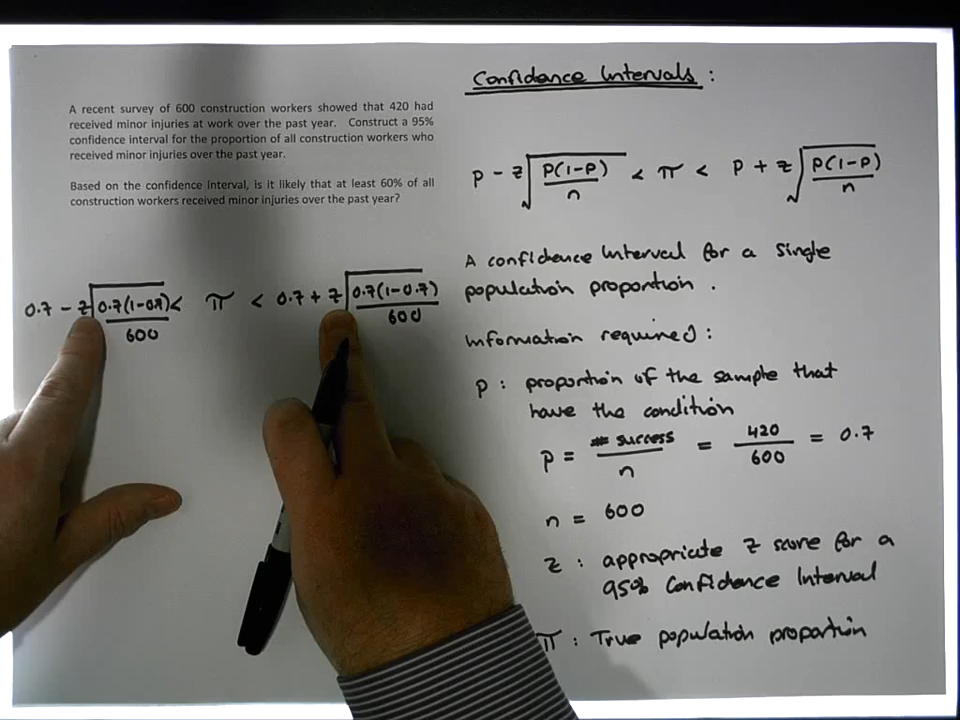 Confidence Intervals :
A recent survey of 600 construction workers showed that 420 had
received minor injuries at work over the past year. Construct a 95%
confidence interval for the proportion of all construction workers who
received minor injuries over the past year.
Based on the confidence interval, is it likely that at least 60% of all
construction workers received minor injuries over the past year?
0.7 - z√(0.7(1-0.7)/600) < π < 0.7 + z√(0.7(1-0.7)/600)
p - z√(p(1-p)/n) < π < p + z√(p(1-p)/n)
A confidence interval for a single
population proportion .
Information required :
p : proportion of the sample that
have the condition
p = # success / n = 420 / 600 = 0.7
n = 600
z : appropriate z score for a
95% Confidence Interval
π : True population proportion